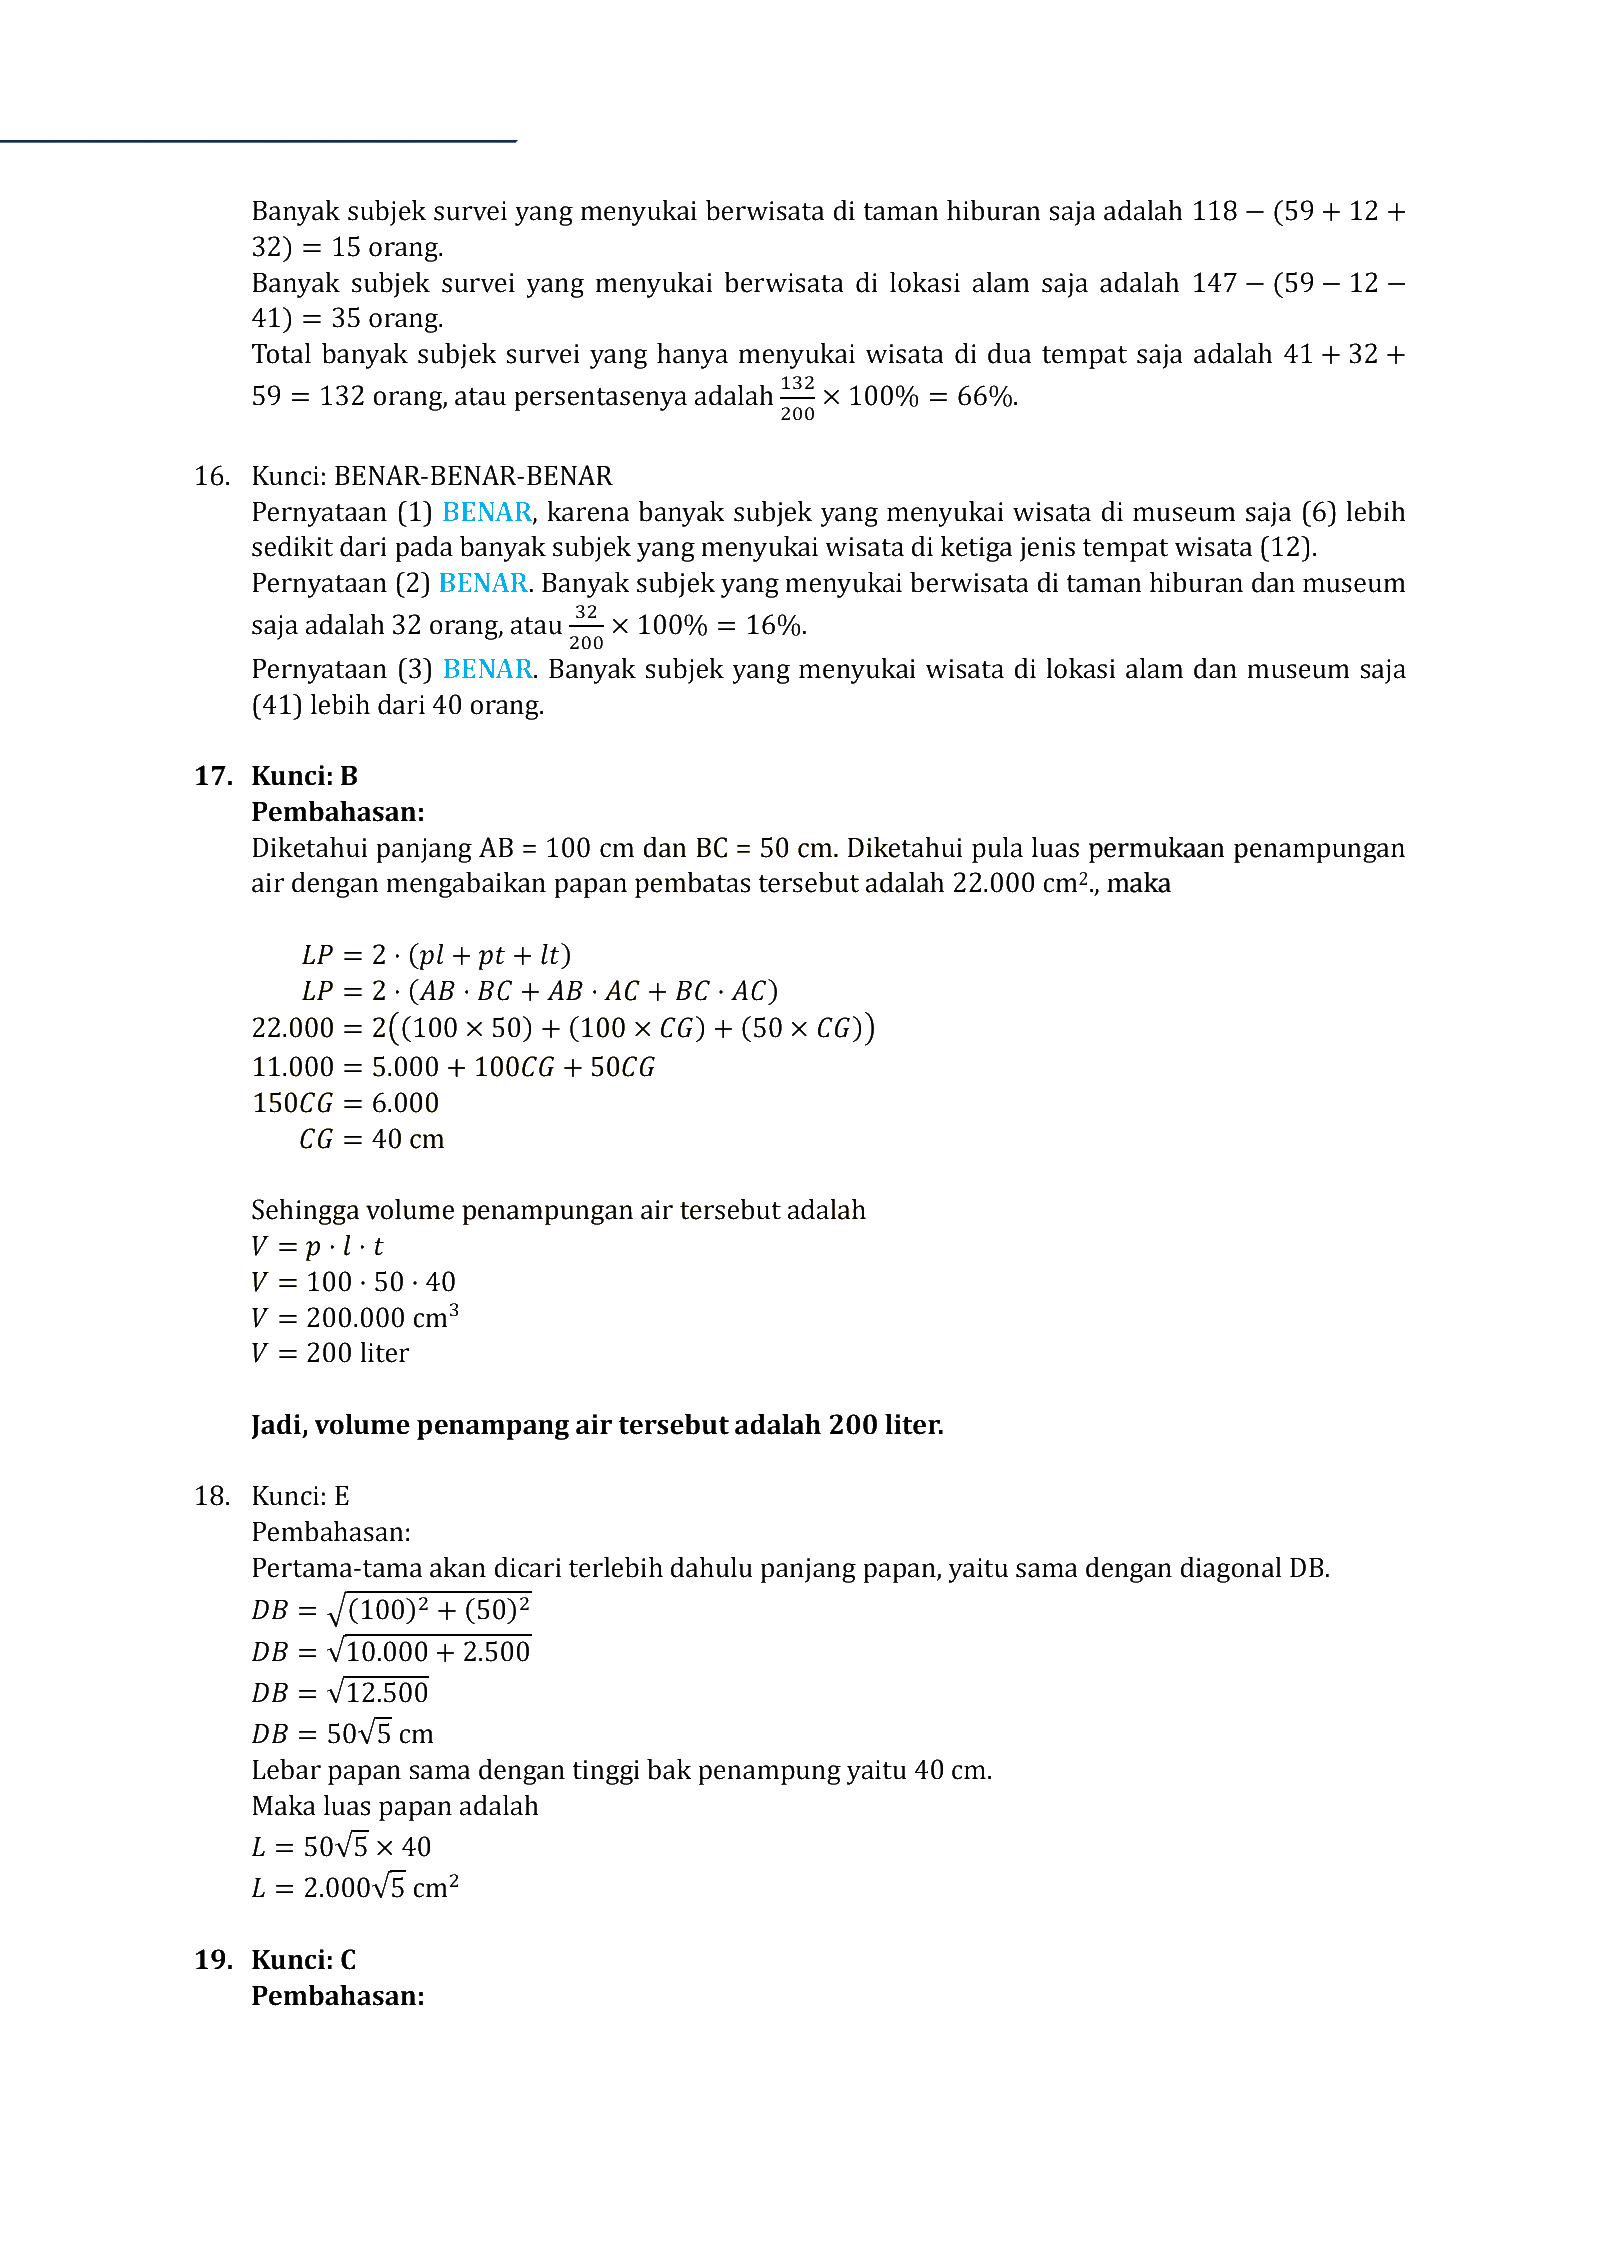 Banyak subjek survei yang menyukai berwisata di taman hiburan saja adalah 118 − (59 + 12 +
32) = 15 orang.
Banyak subjek survei yang menyukai berwisata di lokasi alam saja adalah 147 − (59 − 12 −
41) = 35 orang.
Total banyak subjek survei yang hanya menyukai wisata di dua tempat saja adalah 41 + 32 +
59 = 132 orang, atau persentasenya adalah 132/200 × 100% = 66%.
16. Kunci: BENAR-BENAR-BENAR
Pernyataan (1) BENAR, karena banyak subjek yang menyukai wisata di museum saja (6) lebih
sedikit dari pada banyak subjek yang menyukai wisata di ketiga jenis tempat wisata (12).
Pernyataan (2) BENAR. Banyak subjek yang menyukai berwisata di taman hiburan dan museum
saja adalah 32 orang, atau 32/200 × 100% = 16%.
Pernyataan (3) BENAR. Banyak subjek yang menyukai wisata di lokasi alam dan museum saja
(41) lebih dari 40 orang.
17. Kunci: B
Pembahasan:
Diketahui panjang AB = 100 cm dan BC = 50 cm. Diketahui pula luas permukaan penampungan
air dengan mengabaikan papan pembatas tersebut adalah 22.000 cm²., maka
LP = 2 · (pl + pt + lt)
LP = 2 · (AB · BC + AB · AC + BC · AC)
22.000 = 2((100 × 50) + (100 × CG) + (50 × CG))
11.000 = 5.000 + 100CG + 50CG
150CG = 6.000
CG = 40 cm
Sehingga volume penampungan air tersebut adalah
V = p · l · t
V = 100 · 50 · 40
V = 200.000 cm³
V = 200 liter
Jadi, volume penampang air tersebut adalah 200 liter.
18. Kunci: E
Pembahasan:
Pertama-tama akan dicari terlebih dahulu panjang papan, yaitu sama dengan diagonal DB.
DB = √((100)² + (50)²)
DB = √(10.000 + 2.500)
DB = √12.500
DB = 50√5 cm
Lebar papan sama dengan tinggi bak penampung yaitu 40 cm.
Maka luas papan adalah
L = 50√5 × 40
L = 2.000√5 cm²
19. Kunci: C
Pembahasan: